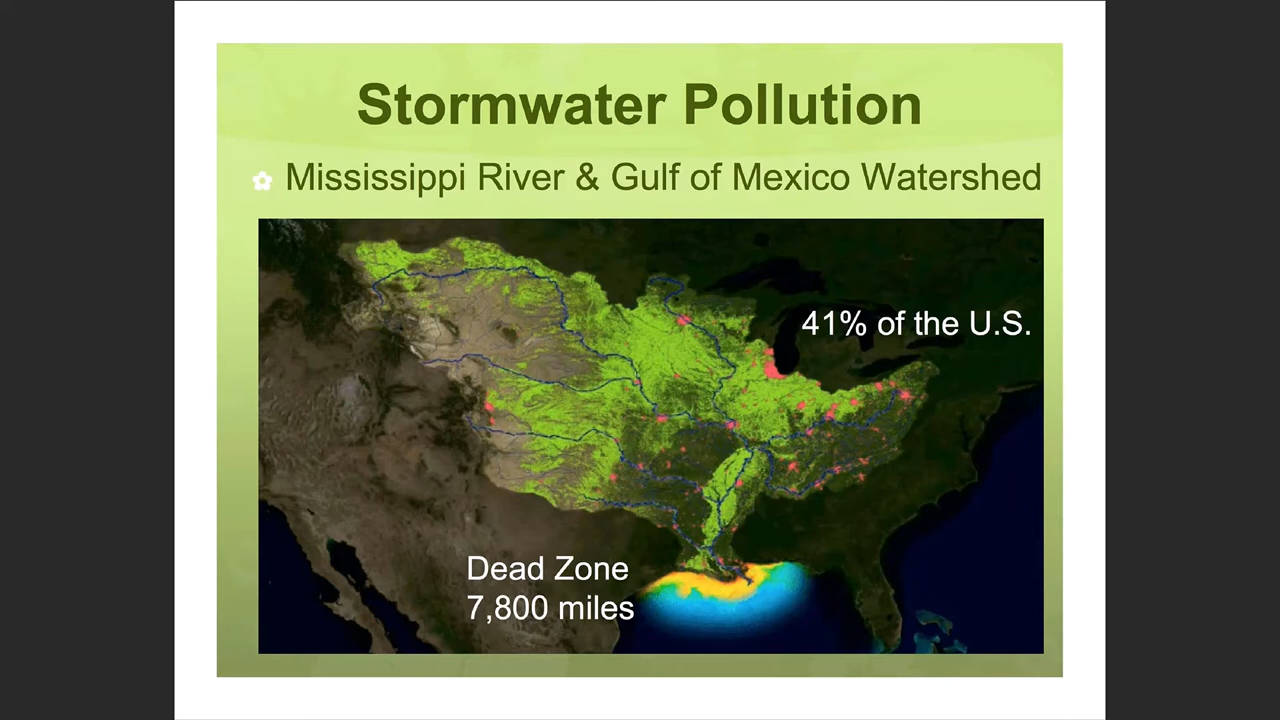 Stormwater Pollution
Mississippi River & Gulf of Mexico Watershed
41% of the U.S.
Dead Zone
7,800 miles